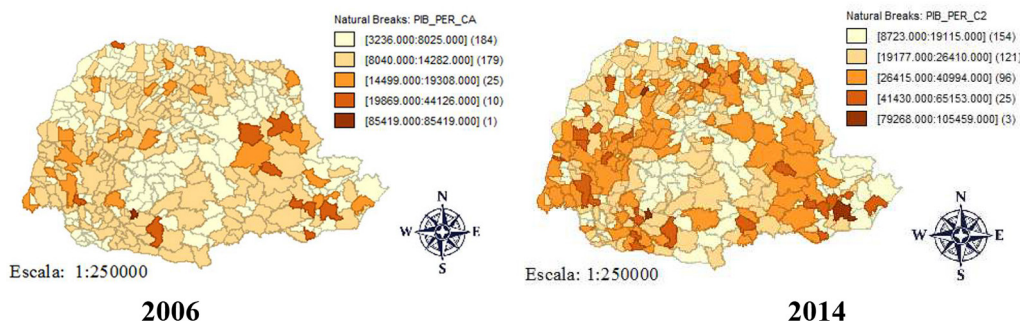 Natural Breaks: PIB_PER_CA
[3236.000:8025.000] (184)
[8040.000:14282.000] (179)
[14499.000:19308.000] (25)
[19869.000:44126.000] (10)
[85419.000:85419.000] (1)
N
W E
S
Escala: 1:250000
2006
Natural Breaks: PIB_PER_C2
[8723.000:19115.000] (154)
[19177.000:26410.000] (121)
[26415.000:40994.000] (96)
[41430.000:65153.000] (25)
[79268.000:105459.000] (3)
N
W E
S
Escala: 1:250000
2014